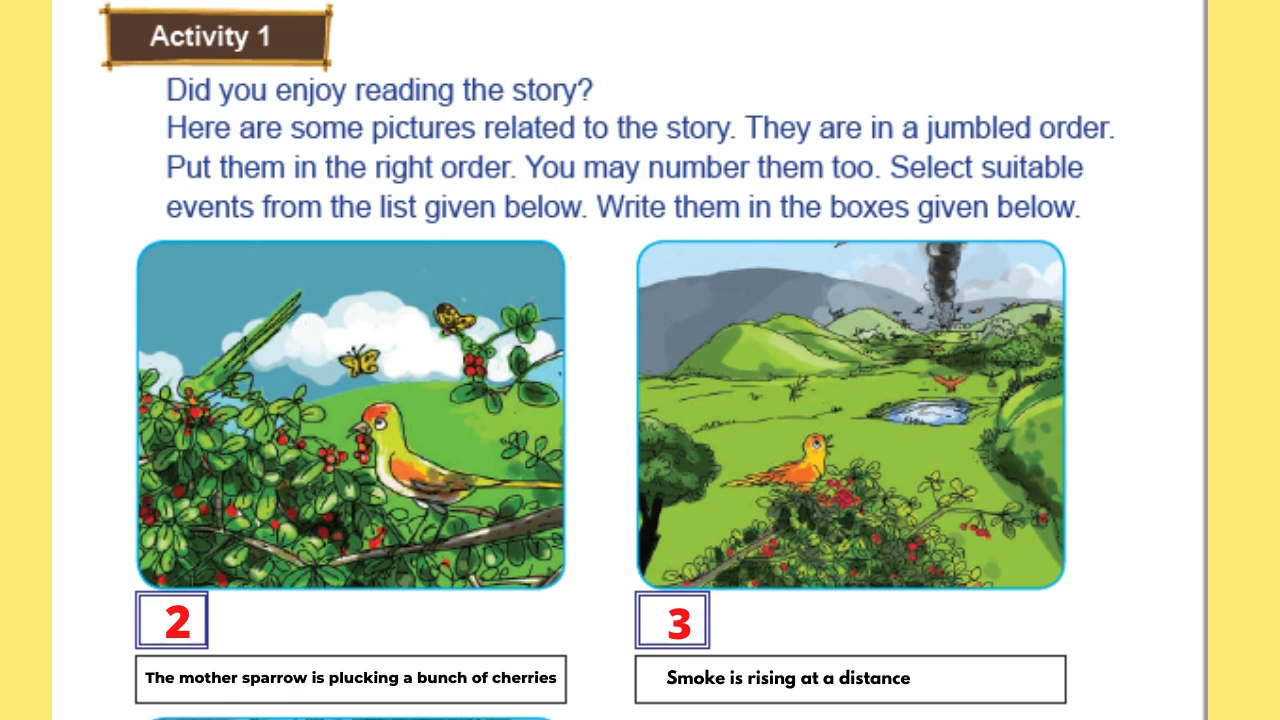 Activity 1
Did you enjoy reading the story?
Here are some pictures related to the story. They are in a jumbled order.
Put them in the right order. You may number them too. Select suitable
events from the list given below. Write them in the boxes given below.
2
3
The mother sparrow is plucking a bunch of cherries
Smoke is rising at a distance